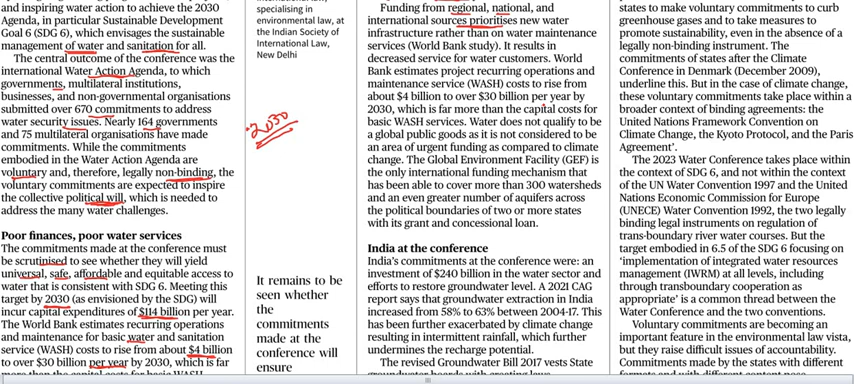 and inspiring water action to achieve the 2030
Agenda, in particular Sustainable Development
Goal 6 (SDG 6), which envisages the sustainable
management of water and sanitation for all.
The central outcome of the conference was the
international Water Action Agenda, to which
governments, multilateral institutions,
businesses, and non-governmental organisations
submitted over 670 commitments to address
water security issues. Nearly 164 governments
and 75 multilateral organisations have made
commitments. While the commitments
embodied in the Water Action Agenda are
voluntary and, therefore, legally non-binding, the
voluntary commitments are expected to inspire
the collective political will, which is needed to
address the many water challenges.
Poor finances, poor water services
The commitments made at the conference must
be scrutinised to see whether they will yield
universal, safe, affordable and equitable access to
water that is consistent with SDG 6. Meeting this
target by 2030 (as envisioned by the SDG) will
incur capital expenditures of $114 billion per year.
The World Bank estimates recurring operations
and maintenance for basic water and sanitation
service (WASH) costs to rise from about $4 billion
to over $30 billion per year by 2030, which is far
specialising in
environmental law, at
the Indian Society of
International Law,
New Delhi
2030
It remains to be
seen whether
the
commitments
made at the
conference will
ensure
Funding from regional, national, and
international sources prioritises new water
infrastructure rather than on water maintenance
services (World Bank study). It results in
decreased service for water customers. World
Bank estimates project recurring operations and
maintenance service (WASH) costs to rise from
about $4 billion to over $30 billion per year by
2030, which is far more than the capital costs for
basic WASH services. Water does not qualify to be
a global public goods as it is not considered to be
an area of urgent funding as compared to climate
change. The Global Environment Facility (GEF) is
the only international funding mechanism that
has been able to cover more than 300 watersheds
and an even greater number of aquifers across
the political boundaries of two or more states
with its grant and concessional loan.
India at the conference
India's commitments at the conference were: an
investment of $240 billion in the water sector and
efforts to restore groundwater level. A 2021 CAG
report says that groundwater extraction in India
increased from 58% to 63% between 2004-17. This
has been further exacerbated by climate change
resulting in intermittent rainfall, which further
undermines the recharge potential.
The revised Groundwater Bill 2017 vests State
states to make voluntary commitments to curb
greenhouse gases and to take measures to
promote sustainability, even in the absence of a
legally non-binding instrument. The
commitments of states after the Climate
Conference in Denmark (December 2009),
underline this. But in the case of climate change,
these voluntary commitments take place within a
broader context of binding agreements: the
United Nations Framework Convention on
Climate Change, the Kyoto Protocol, and the Paris
Agreement'.
The 2023 Water Conference takes place within
the context of SDG 6, and not within the context
of the UN Water Convention 1997 and the United
Nations Economic Commission for Europe
(UNECE) Water Convention 1992, the two legally
binding legal instruments on regulation of
trans-boundary river water courses. But the
target embodied in 6.5 of the SDG 6 focusing on
'implementation of integrated water resources
management (IWRM) at all levels, including
through transboundary cooperation as
appropriate' is a common thread between the
Water Conference and the two conventions.
Voluntary commitments are becoming an
important feature in the environmental law vista,
but they raise difficult issues of accountability.
Commitments made by the states with different